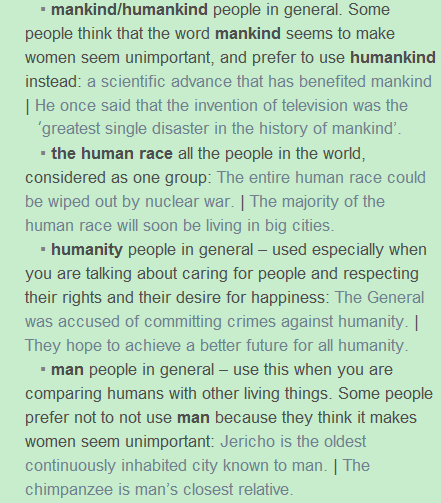 ▪ mankind/humankind people in general. Some
people think that the word mankind seems to make
women seem unimportant, and prefer to use humankind
instead: a scientific advance that has benefited mankind
| He once said that the invention of television was the
‘greatest single disaster in the history of mankind’.
▪ the human race all the people in the world,
considered as one group: The entire human race could
be wiped out by nuclear war. | The majority of the
human race will soon be living in big cities.
▪ humanity people in general – used especially when
you are talking about caring for people and respecting
their rights and their desire for happiness: The General
was accused of committing crimes against humanity. |
They hope to achieve a better future for all humanity.
▪ man people in general – use this when you are
comparing humans with other living things. Some people
prefer not to not use man because they think it makes
women seem unimportant: Jericho is the oldest
continuously inhabited city known to man. | The
chimpanzee is man’s closest relative.